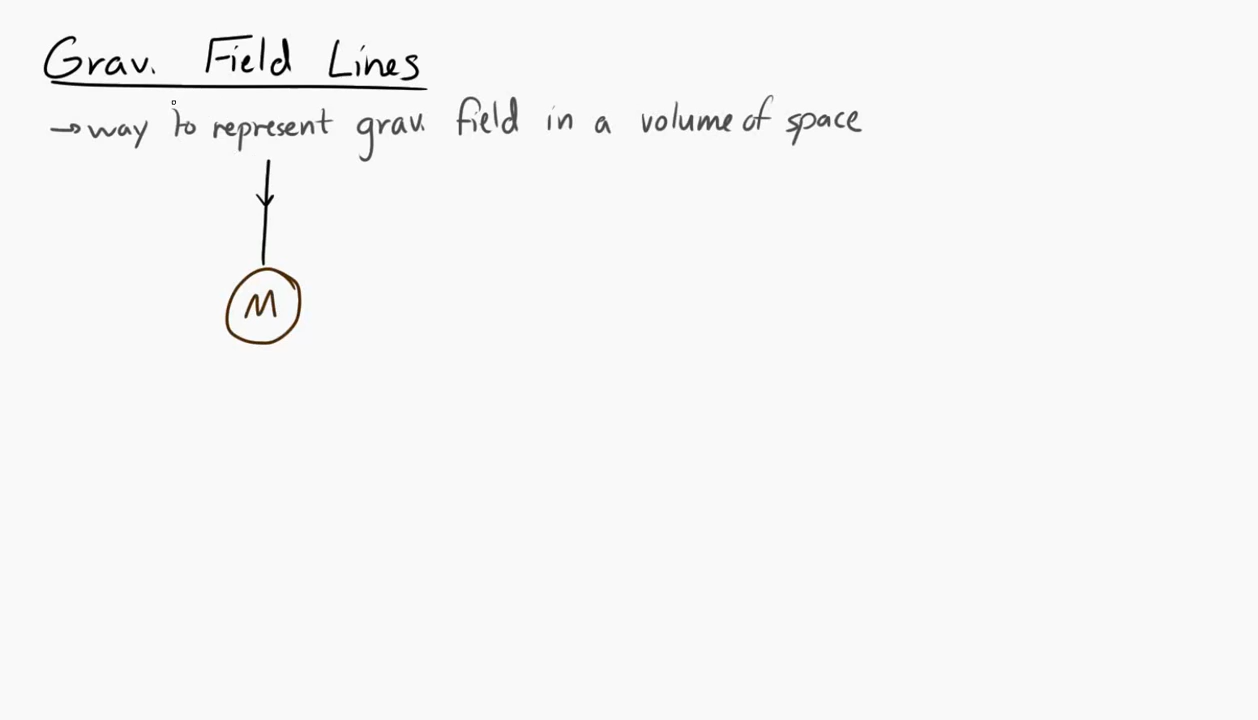 Grav. Field Lines
→ way to represent grav. field in a volume of space
M